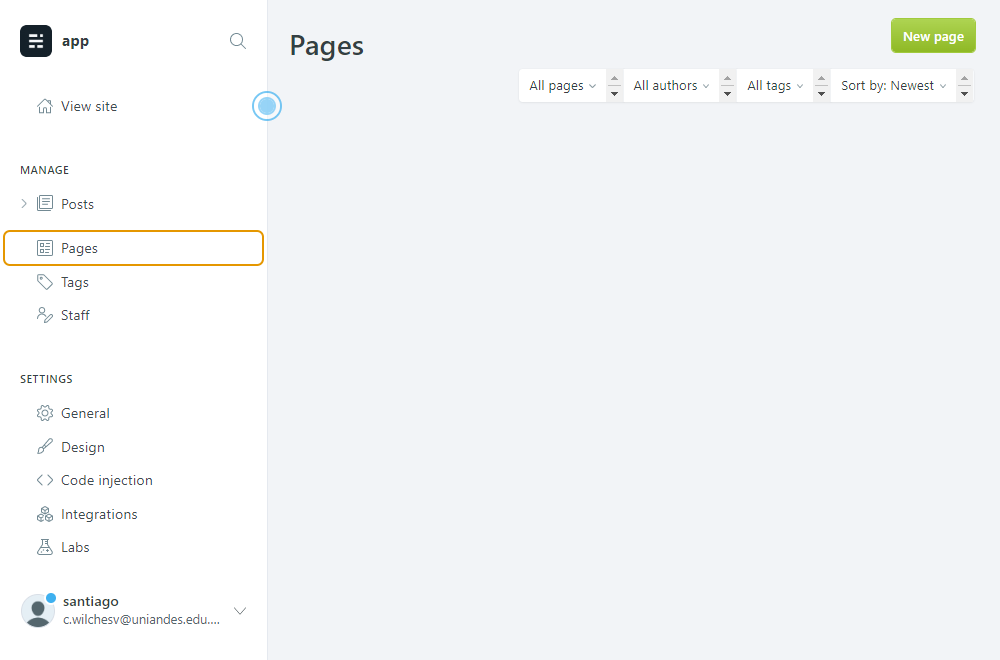 app
View site
MANAGE
Posts
Pages
Tags
Staff
SETTINGS
General
Design
Code injection
Integrations
Labs
santiago
c.wilchesv@uniandes.edu....
Pages
New page
All pages
All authors
All tags
Sort by: Newest